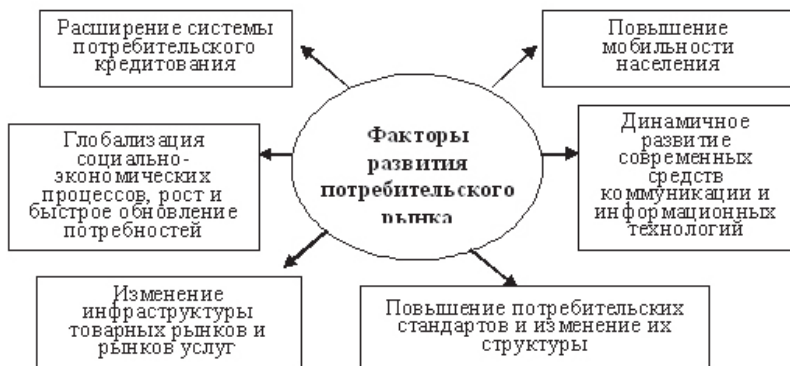 Расширение системы
потребительского
кредитования
Повышение
мобильности
населения
Факторы
развития
потребительского
рынка
Глобализация
социально-
экономических
процессов, рост и
быстрое обновление
потребностей
Динамичное
развитие
современных
средств
коммуникации и
информационных
технологий
Изменение
инфраструктуры
товарных рынков и
рынков услуг
Повышение потребительских
стандартов и изменение их
структуры